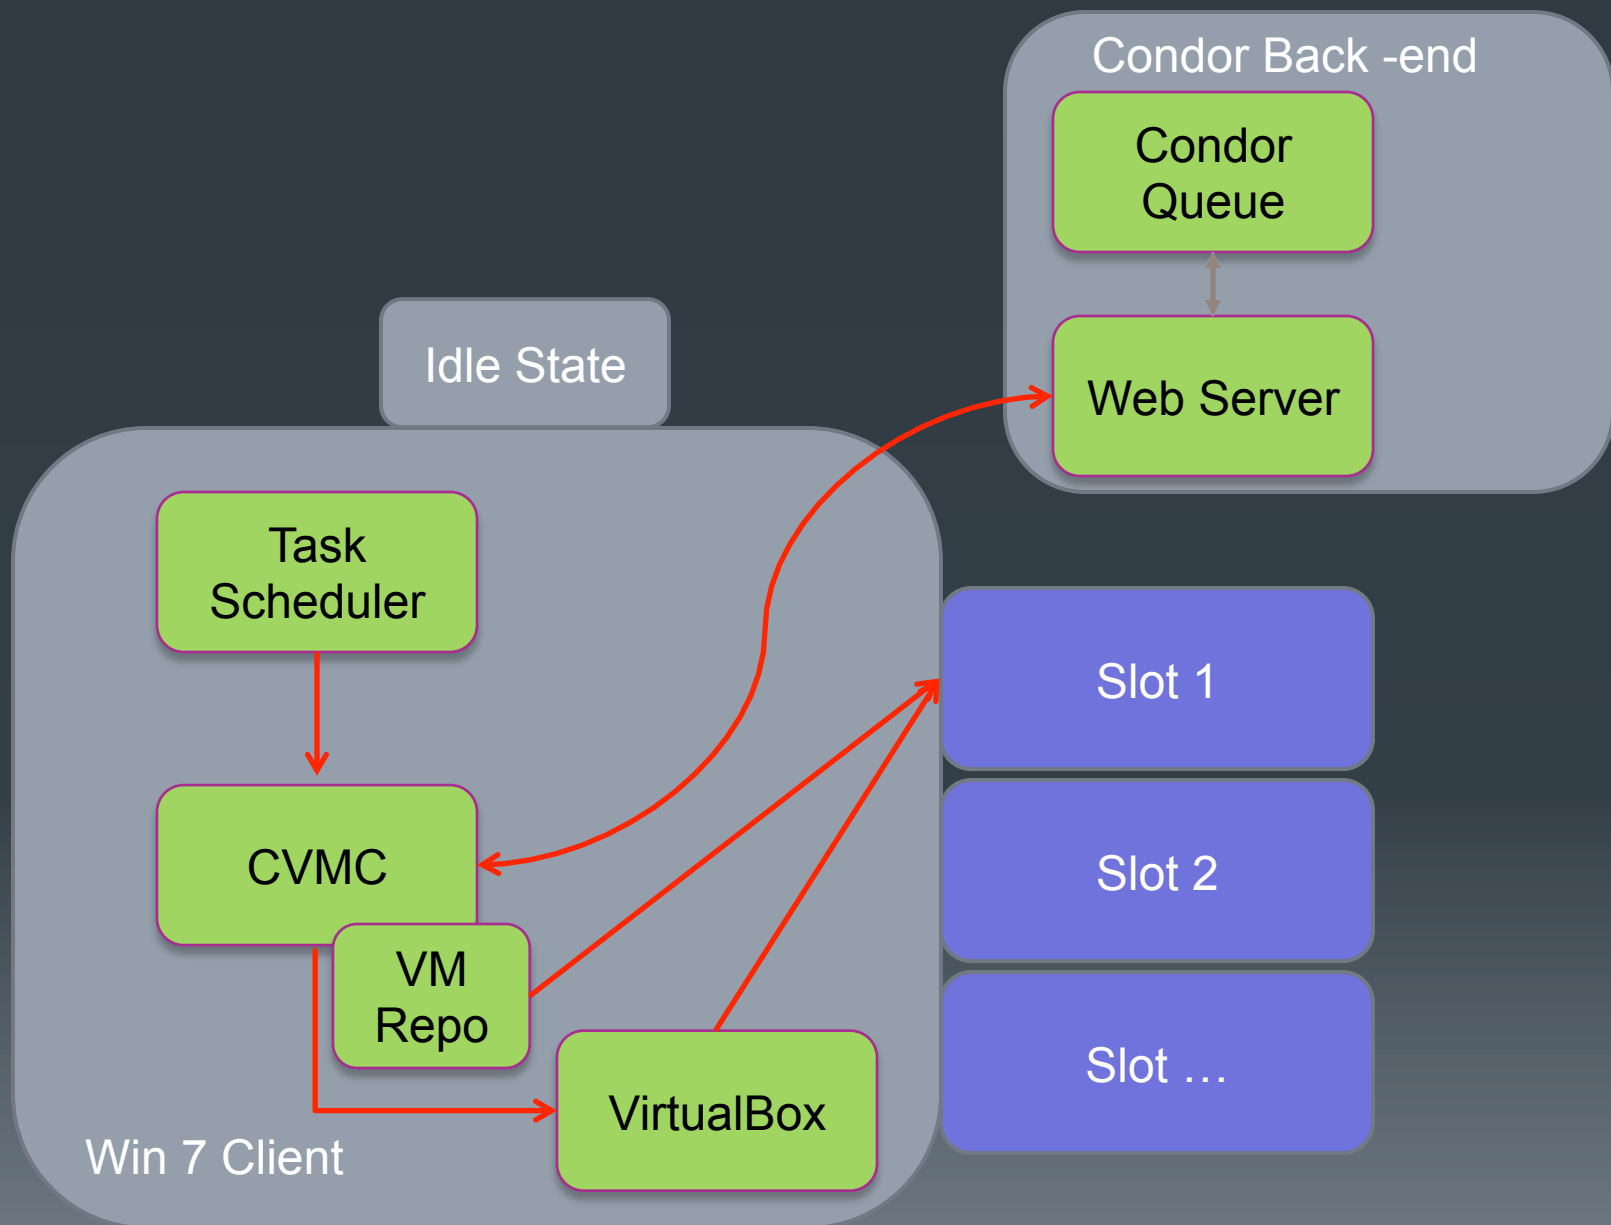 Condor Back -end
Condor
Queue
Web Server
Idle State
Task
Scheduler
CVMC
VM
Repo
VirtualBox
Win 7 Client
Slot 1
Slot 2
Slot …